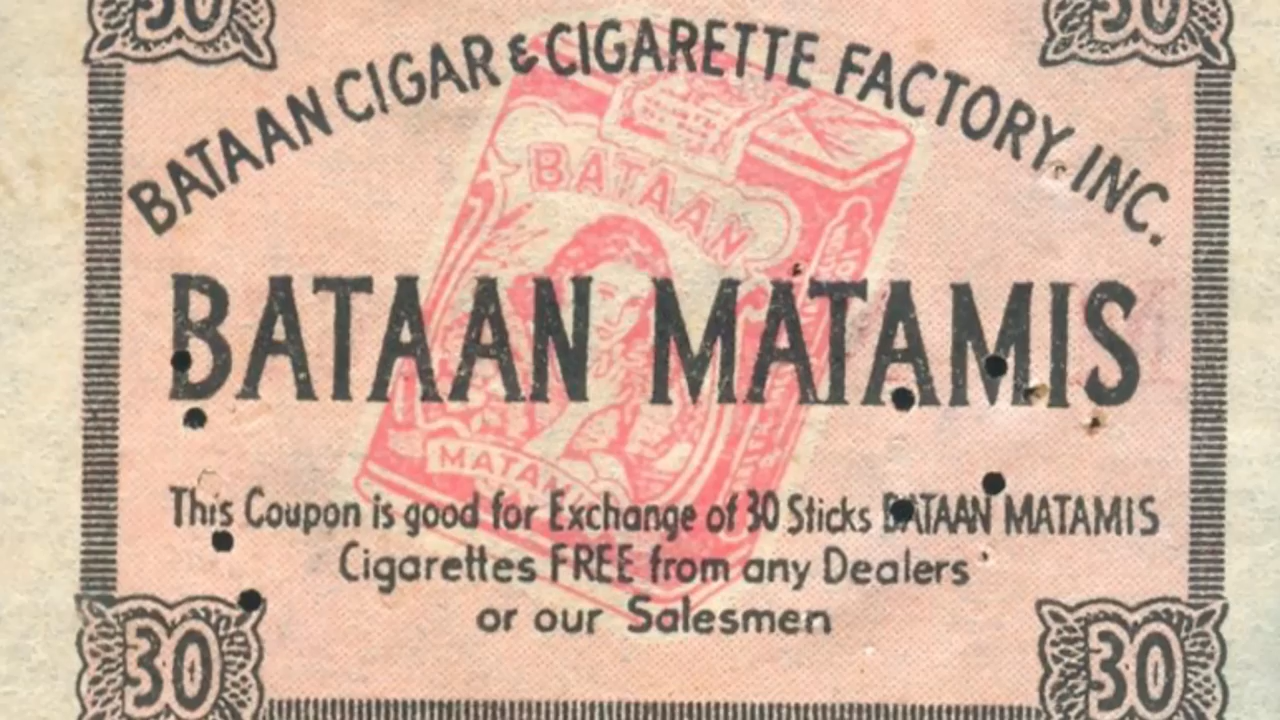 30 30
BATAAN CIGAR & CIGARETTE FACTORY, INC.
BATAAN
BATAAN MATAMIS
MATAMIS
This Coupon is good for Exchange of 30 Sticks BATAAN MATAMIS
Cigarettes FREE from any Dealers
or our Salesmen
30 30